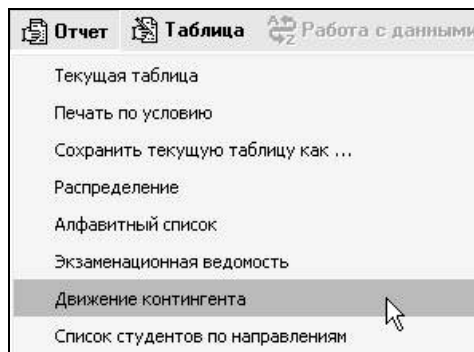 Отчет Таблица Работа с данными
Текущая таблица
Печать по условию
Сохранить текущую таблицу как ...
Распределение
Алфавитный список
Экзаменационная ведомость
Движение контингента
Список студентов по направлениям